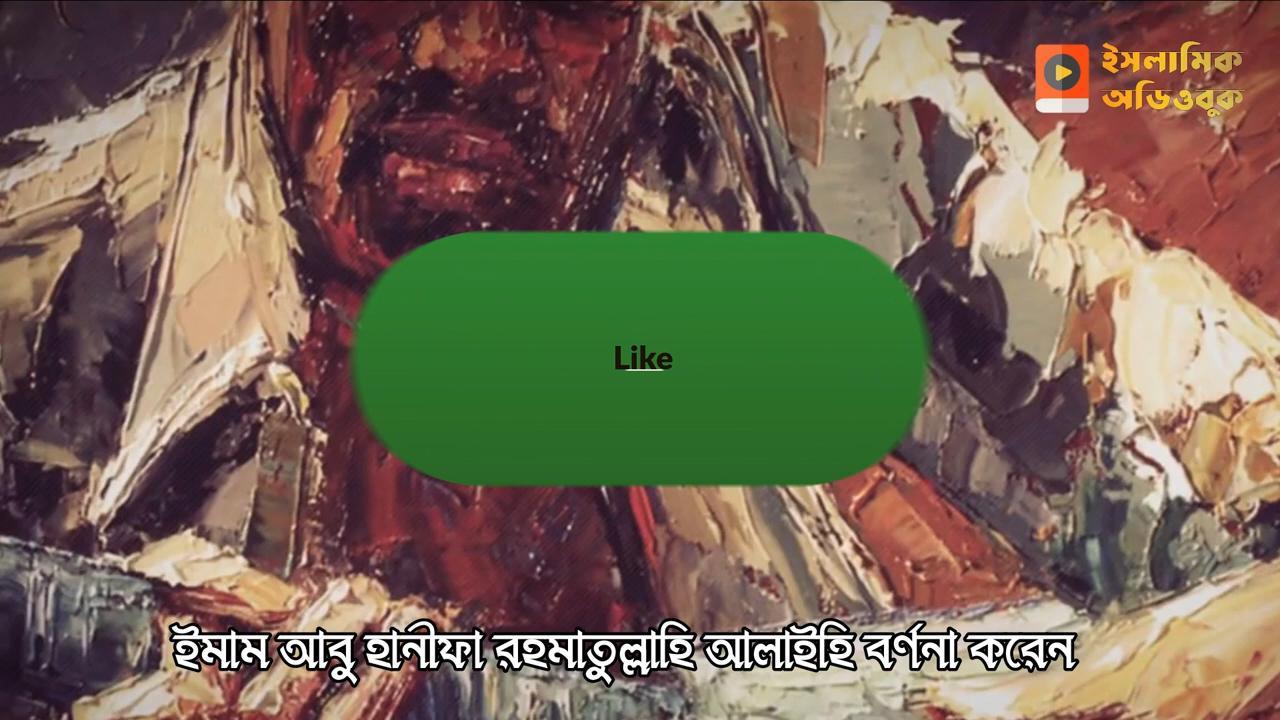 ইসলামিক
অডিওবুক
Like
ইমাম আবু হানীফা রহমাতুল্লাহি আলাইহি বর্ণনা করেন